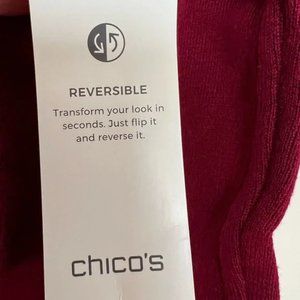 REVERSIBLE
Transform your look in
seconds. Just flip it
and reverse it.
chico's